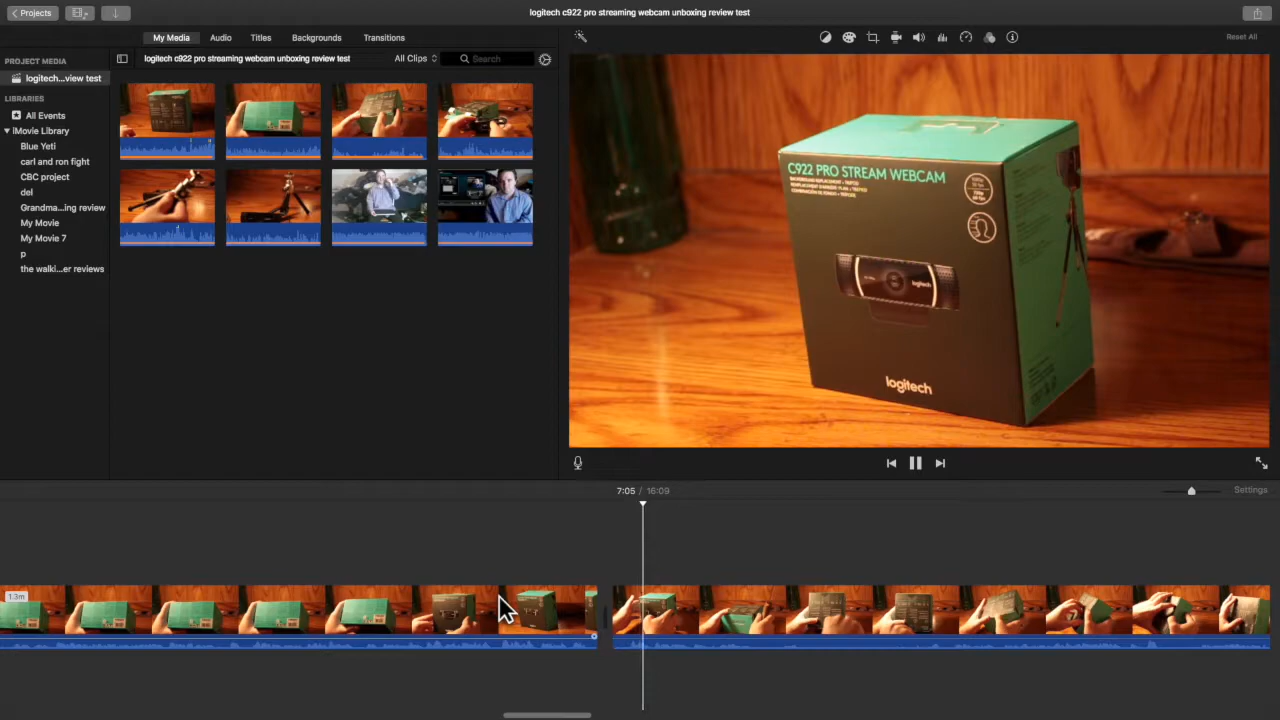 Projects
logitech c922 pro streaming webcam unboxing review test
My Media
Audio
Titles
Backgrounds
Transitions
Reset All
PROJECT MEDIA
logitech...view test
logitech c922 pro streaming webcam unboxing review test
All Clips
Search
LIBRARIES
All Events
iMovie Library
Blue Yeti
carl and ron fight
CBC project
del
Grandma...ing review
My Movie
My Movie 7
p
the walki...er reviews
C922 PRO STREAM WEBCAM
logitech
logitech
7:05 / 16:09
Settings
1.3m